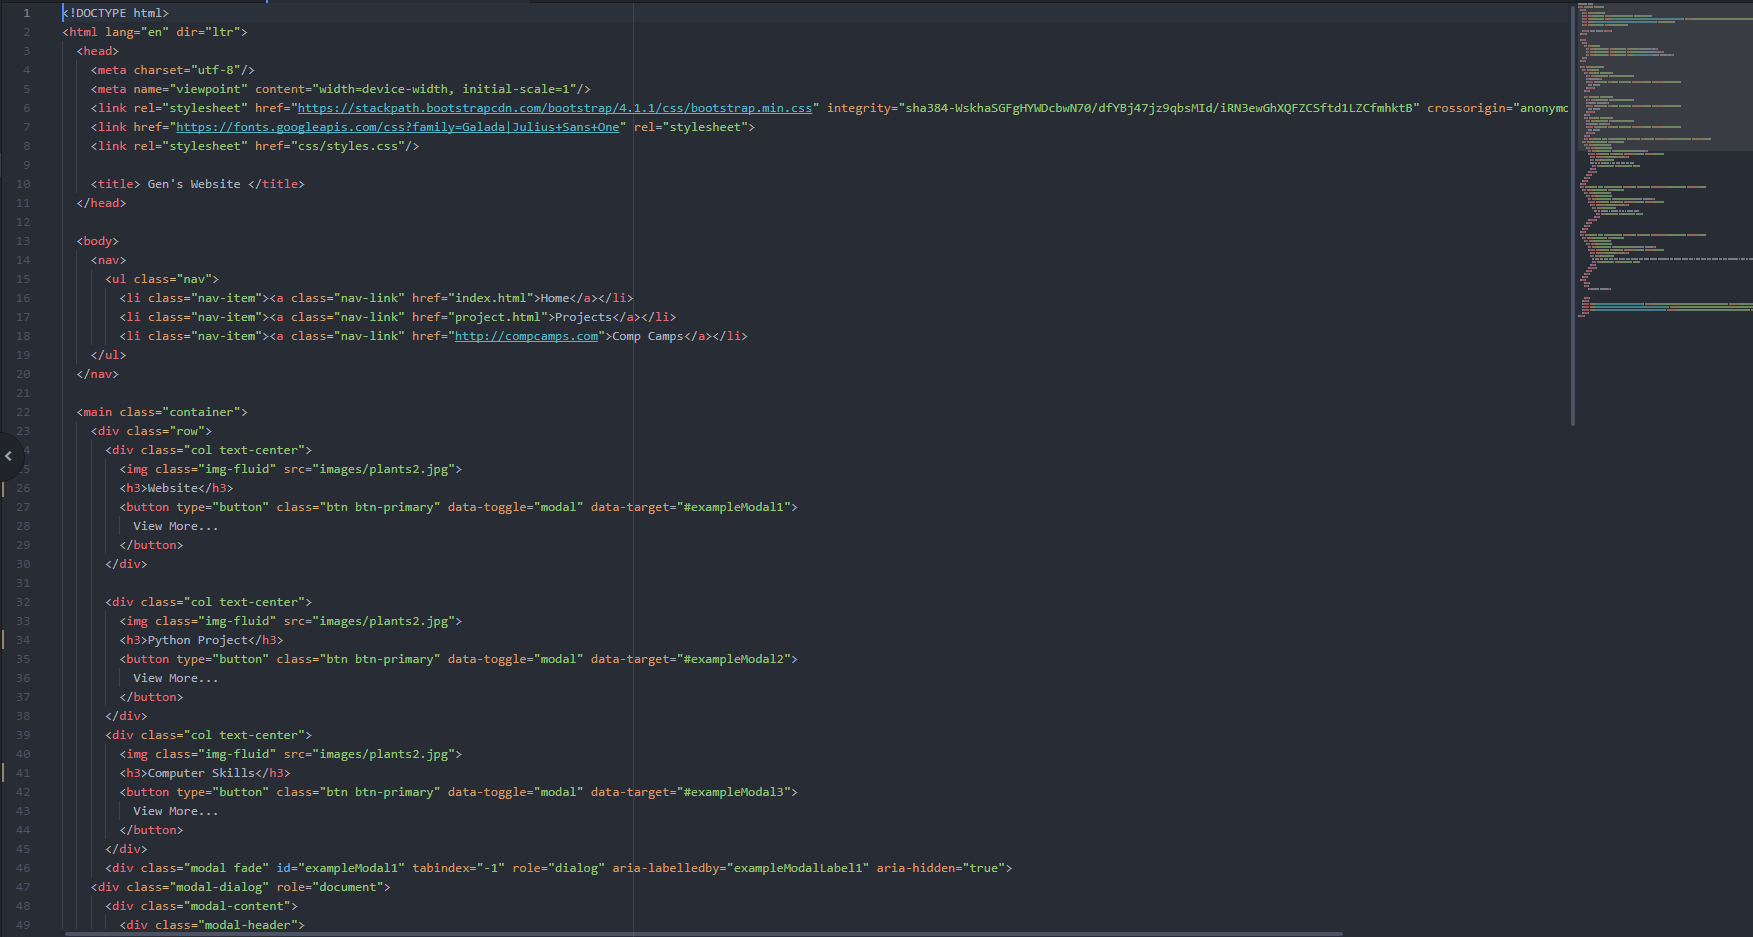 1 <!DOCTYPE html>
2 <html lang="en" dir="ltr">
3 <head>
4 <meta charset="utf-8"/>
5 <meta name="viewpoint" content="width=device-width, initial-scale=1"/>
6 <link rel="stylesheet" href="https://stackpath.bootstrapcdn.com/bootstrap/4.1.1/css/bootstrap.min.css" integrity="sha384-WskhaSGFgHYWDcbwN70/dfYBj47jz9qbsMId/iRN3ewGhXQFZCSftd1LZCfmhktB" crossorigin="anonymo
7 <link href="https://fonts.googleapis.com/css?family=Galada|Julius+Sans+One" rel="stylesheet">
8 <link rel="stylesheet" href="css/styles.css"/>
9
10 <title> Gen's Website </title>
11 </head>
12
13 <body>
14 <nav>
15 <ul class="nav">
16 <li class="nav-item"><a class="nav-link" href="index.html">Home</a></li>
17 <li class="nav-item"><a class="nav-link" href="project.html">Projects</a></li>
18 <li class="nav-item"><a class="nav-link" href="http://compcamps.com">Comp Camps</a></li>
19 </ul>
20 </nav>
21
22 <main class="container">
23 <div class="row">
4 <div class="col text-center">
5 <img class="img-fluid" src="images/plants2.jpg">
26 <h3>Website</h3>
27 <button type="button" class="btn btn-primary" data-toggle="modal" data-target="#exampleModal1">
28 View More...
29 </button>
30 </div>
31
32 <div class="col text-center">
33 <img class="img-fluid" src="images/plants2.jpg">
34 <h3>Python Project</h3>
35 <button type="button" class="btn btn-primary" data-toggle="modal" data-target="#exampleModal2">
36 View More...
37 </button>
38 </div>
39 <div class="col text-center">
40 <img class="img-fluid" src="images/plants2.jpg">
41 <h3>Computer Skills</h3>
42 <button type="button" class="btn btn-primary" data-toggle="modal" data-target="#exampleModal3">
43 View More...
44 </button>
45 </div>
46 <div class="modal fade" id="exampleModal1" tabindex="-1" role="dialog" aria-labelledby="exampleModalLabel1" aria-hidden="true">
47 <div class="modal-dialog" role="document">
48 <div class="modal-content">
49 <div class="modal-header">